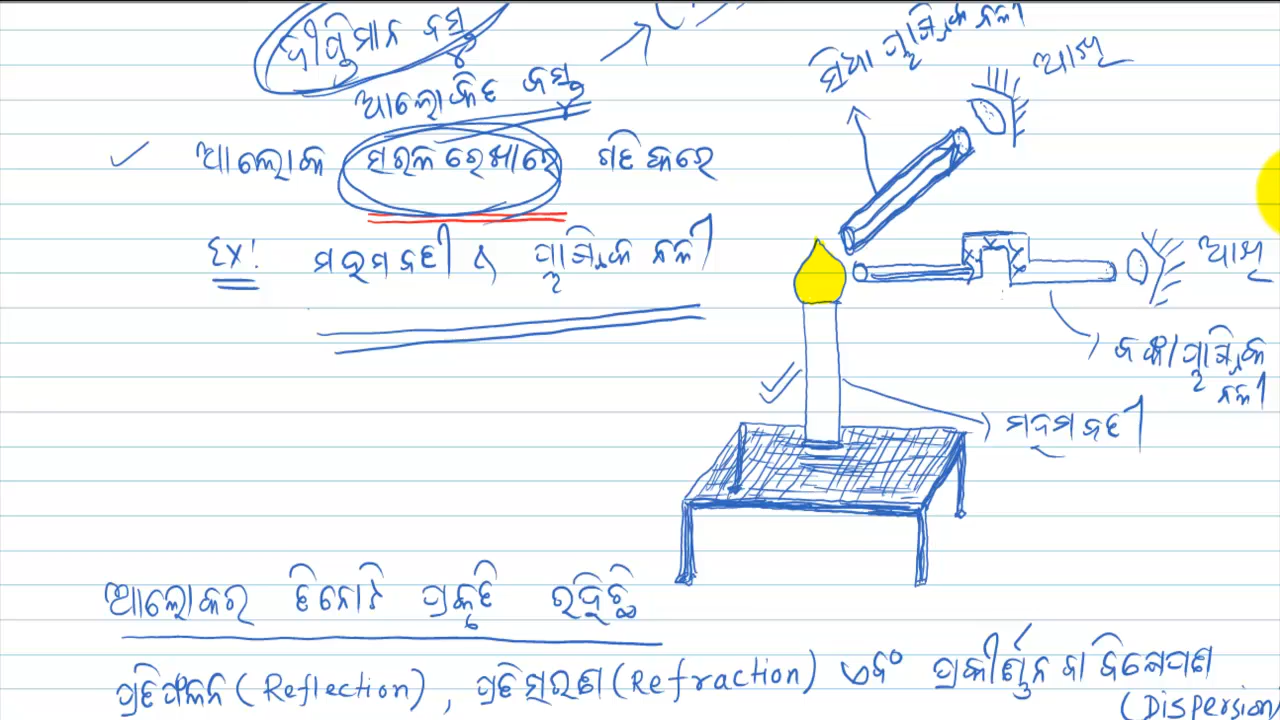 ଦୀପ୍ତିମାନ ବସ୍ତୁ
ଆଲୋକିତ ବସ୍ତୁ
ଆଲୋକ ସରଳ ରେଖାରେ ଗତି କରେ
Ex: ମହମବତୀ ଓ ପ୍ଲାଷ୍ଟିକ ନଳୀ
ସିଧା ପ୍ଲାଷ୍ଟିକ ନଳୀ
ଆଖି
ଆଖି
ବଙ୍କା ପ୍ଲାଷ୍ଟିକ
ନଳୀ
ମହମବତୀ
ଆଲୋକର ତିନୋଟି ପ୍ରକୃତି ରହିଛି
ପ୍ରତିଫଳନ (Reflection), ପ୍ରତିସରଣ (Refraction) ଏବଂ ପ୍ରକୀର୍ଣ୍ଣନ ବା ବିକ୍ଷେପଣ
(Dispersion